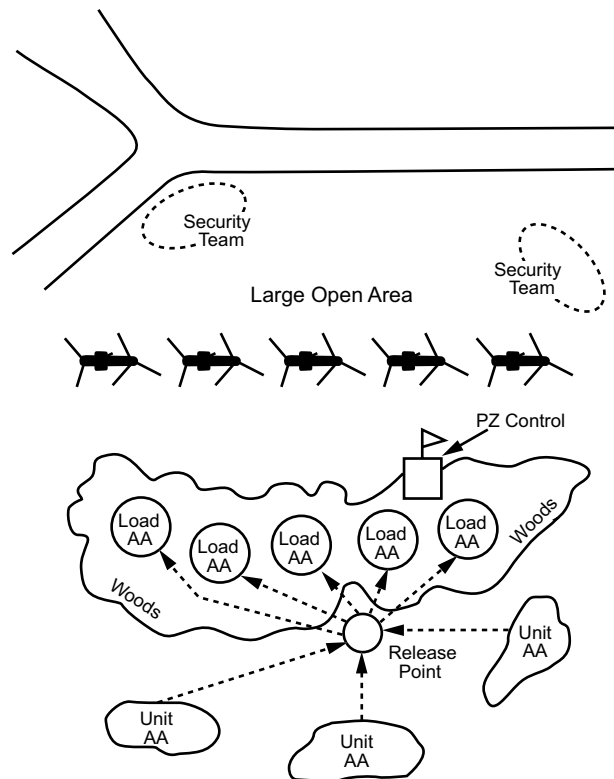 Security
Team
Security
Team
Large Open Area
PZ Control
Load
AA
Load
AA
Load
AA
Load
AA
Load
AA
Woods
Woods
Release
Point
Unit
AA
Unit
AA
Unit
AA